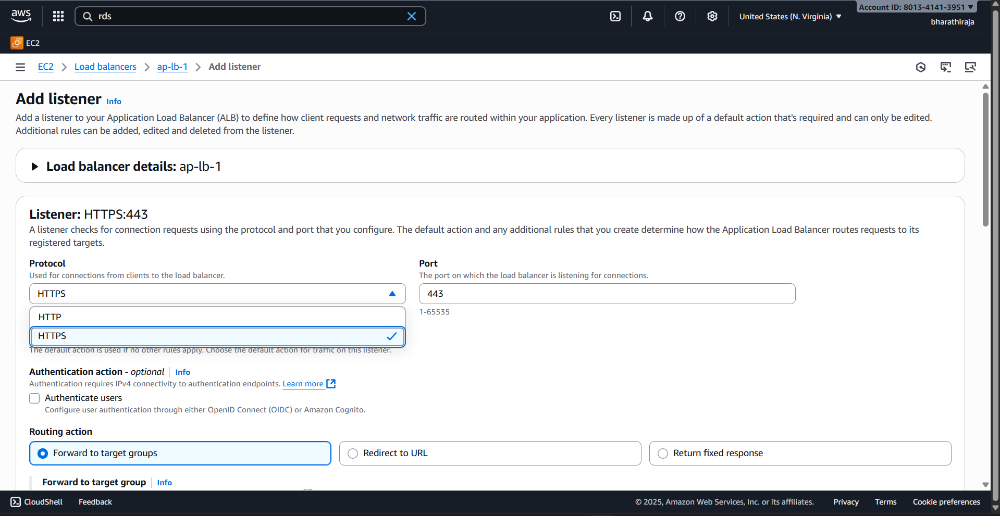 aws
rds
United States (N. Virginia)
Account ID: 8013-4141-3951
bharathiraja
EC2
EC2 > Load balancers > ap-lb-1 > Add listener
Add listener Info
Add a listener to your Application Load Balancer (ALB) to define how client requests and network traffic are routed within your application. Every listener is made up of a default action that's required and can only be edited.
Additional rules can be added, edited and deleted from the listener.
Load balancer details: ap-lb-1
Listener: HTTPS:443
A listener checks for connection requests using the protocol and port that you configure. The default action and any additional rules that you create determine how the Application Load Balancer routes requests to its
registered targets.
Protocol
Used for connections from clients to the load balancer.
HTTPS
HTTP
HTTPS
Port
The port on which the load balancer is listening for connections.
443
1-65535
The default action is used if no other rules apply. Choose the default action for traffic on this listener.
Authentication action - optional Info
Authentication requires IPv4 connectivity to authentication endpoints. Learn more
Authenticate users
Configure user authentication through either OpenID Connect (OIDC) or Amazon Cognito.
Routing action
Forward to target groups
Redirect to URL
Return fixed response
Forward to target group Info
CloudShell
Feedback
© 2025, Amazon Web Services, Inc. or its affiliates.
Privacy
Terms
Cookie preferences